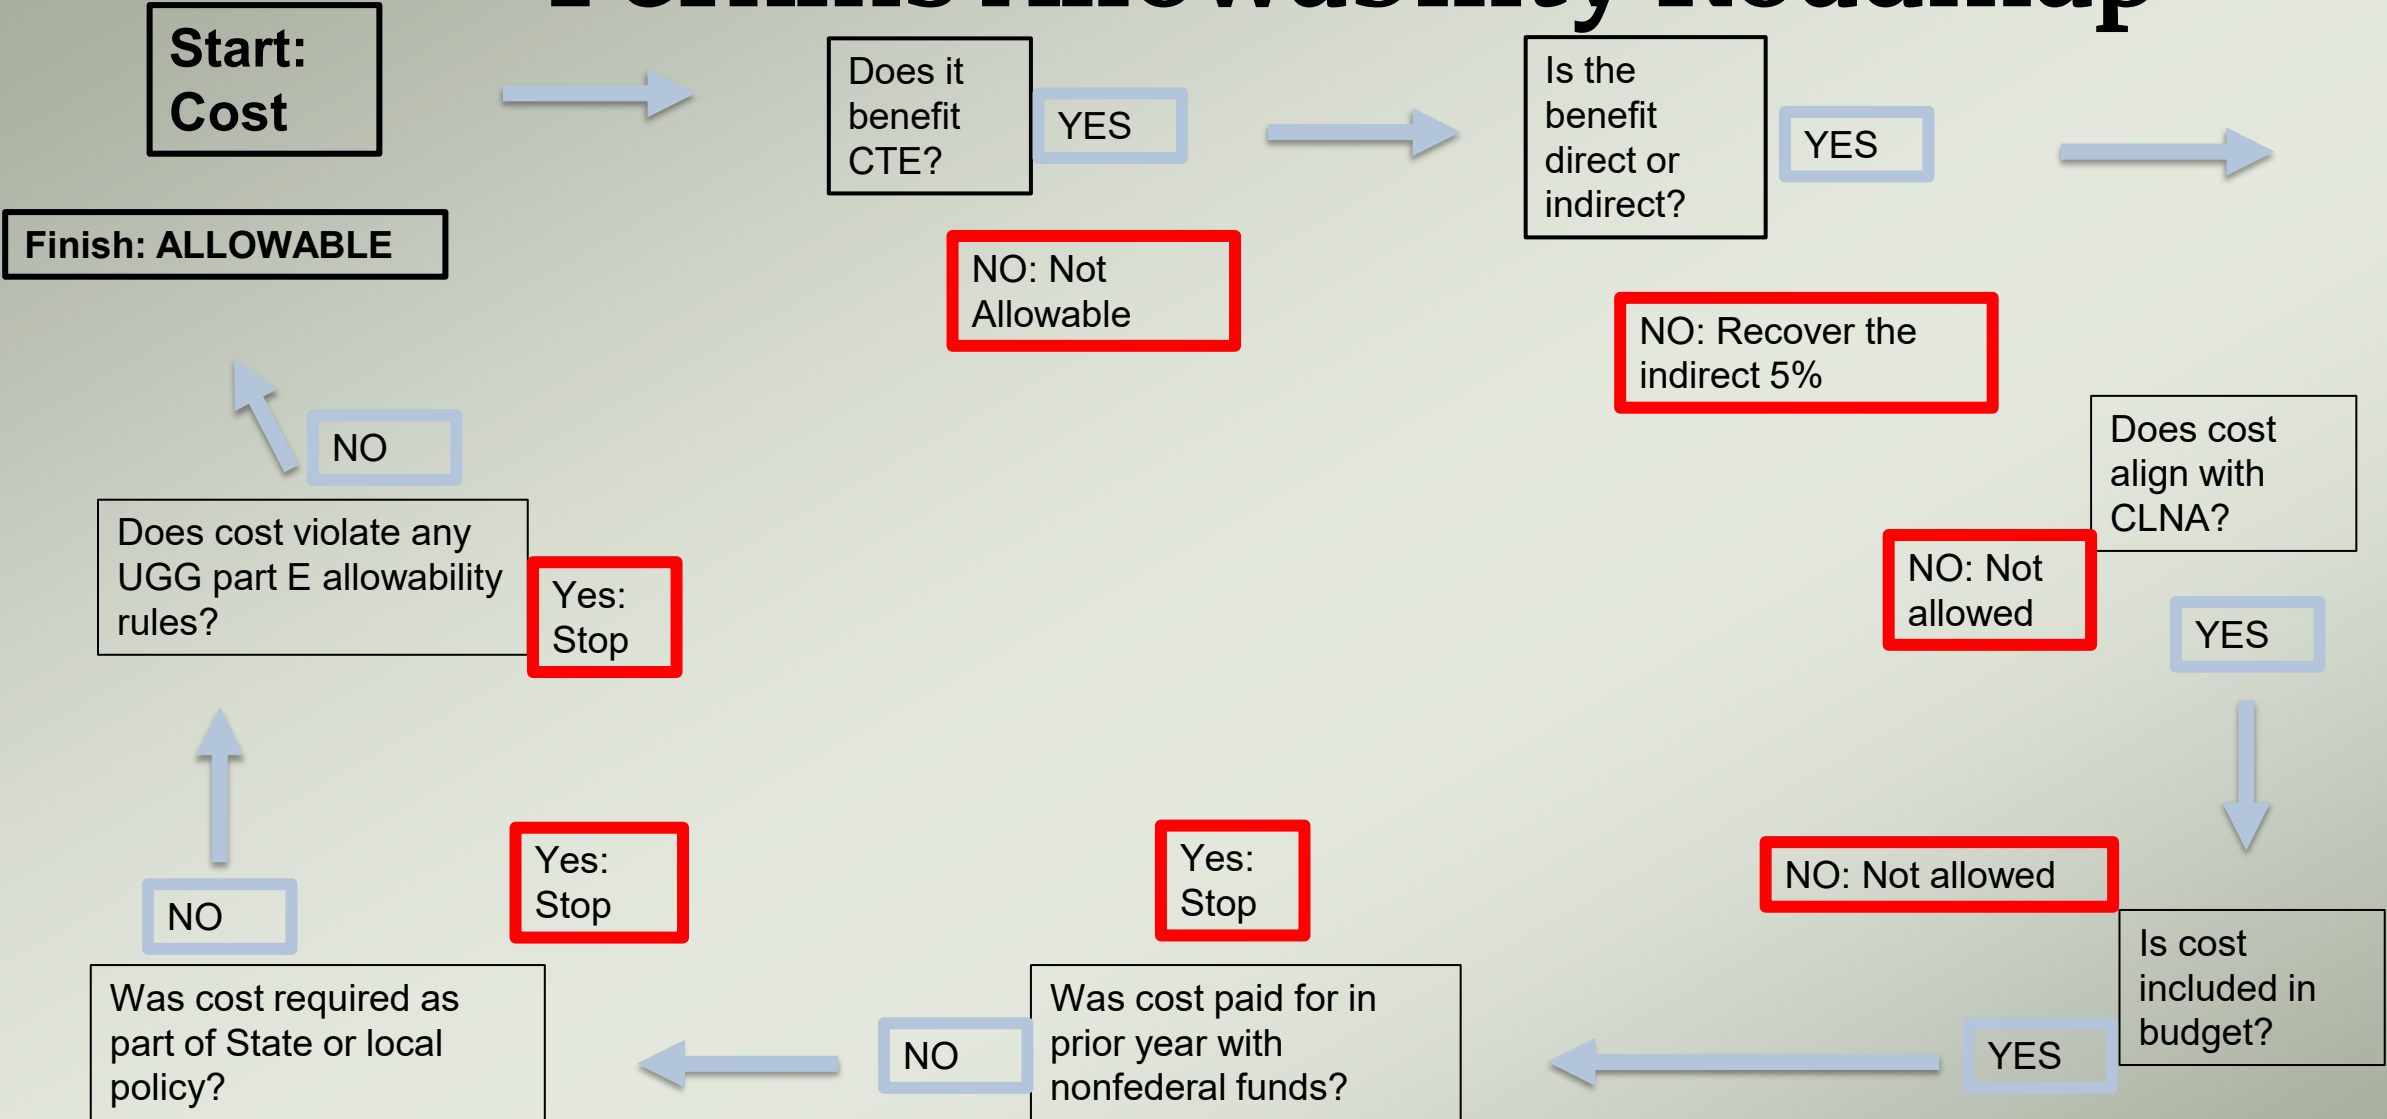 Perkins Allowability Roadmap
Start:
Cost
Does it
benefit
CTE?
YES
Is the
benefit
direct or
indirect?
YES
Finish: ALLOWABLE
NO: Not
Allowable
NO: Recover the
indirect 5%
Does cost
align with
CLNA?
NO: Not
allowed
YES
NO
Does cost violate any
UGG part E allowability
rules?
Yes:
Stop
NO: Not allowed
Is cost
included in
budget?
YES
Yes:
Stop
Was cost paid for in
prior year with
nonfederal funds?
NO
Yes:
Stop
Was cost required as
part of State or local
policy?
NO